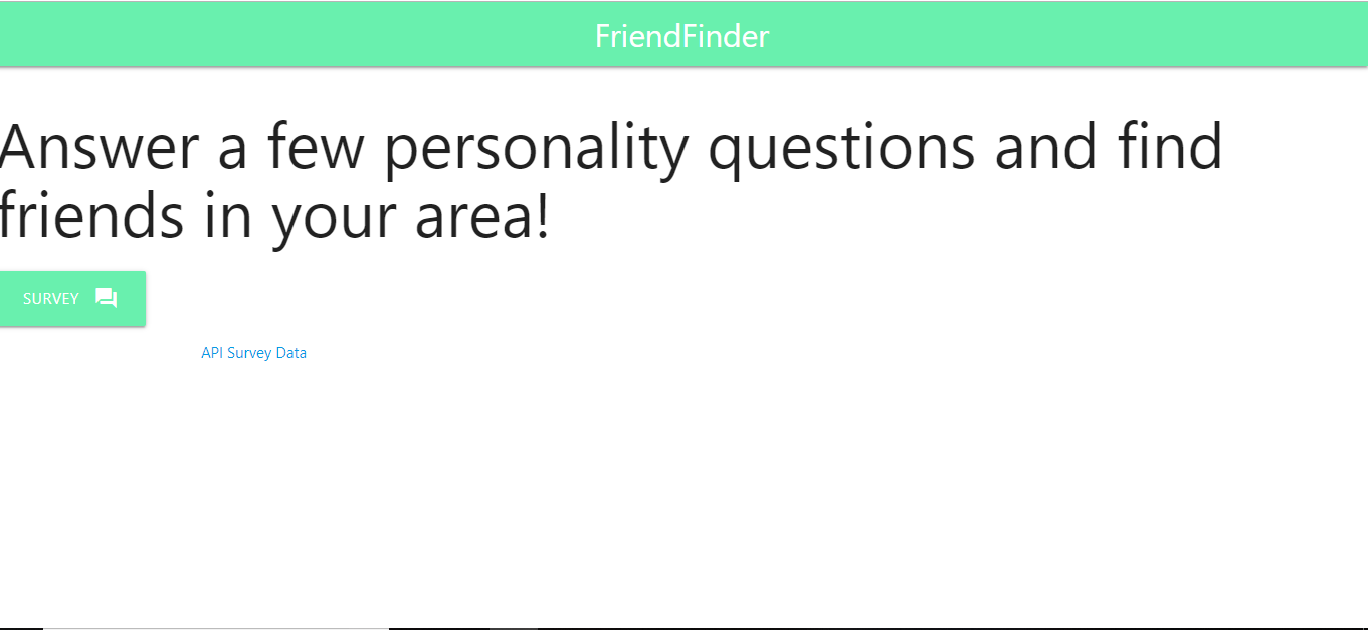 FriendFinder
Answer a few personality questions and find
friends in your area!
SURVEY
API Survey Data